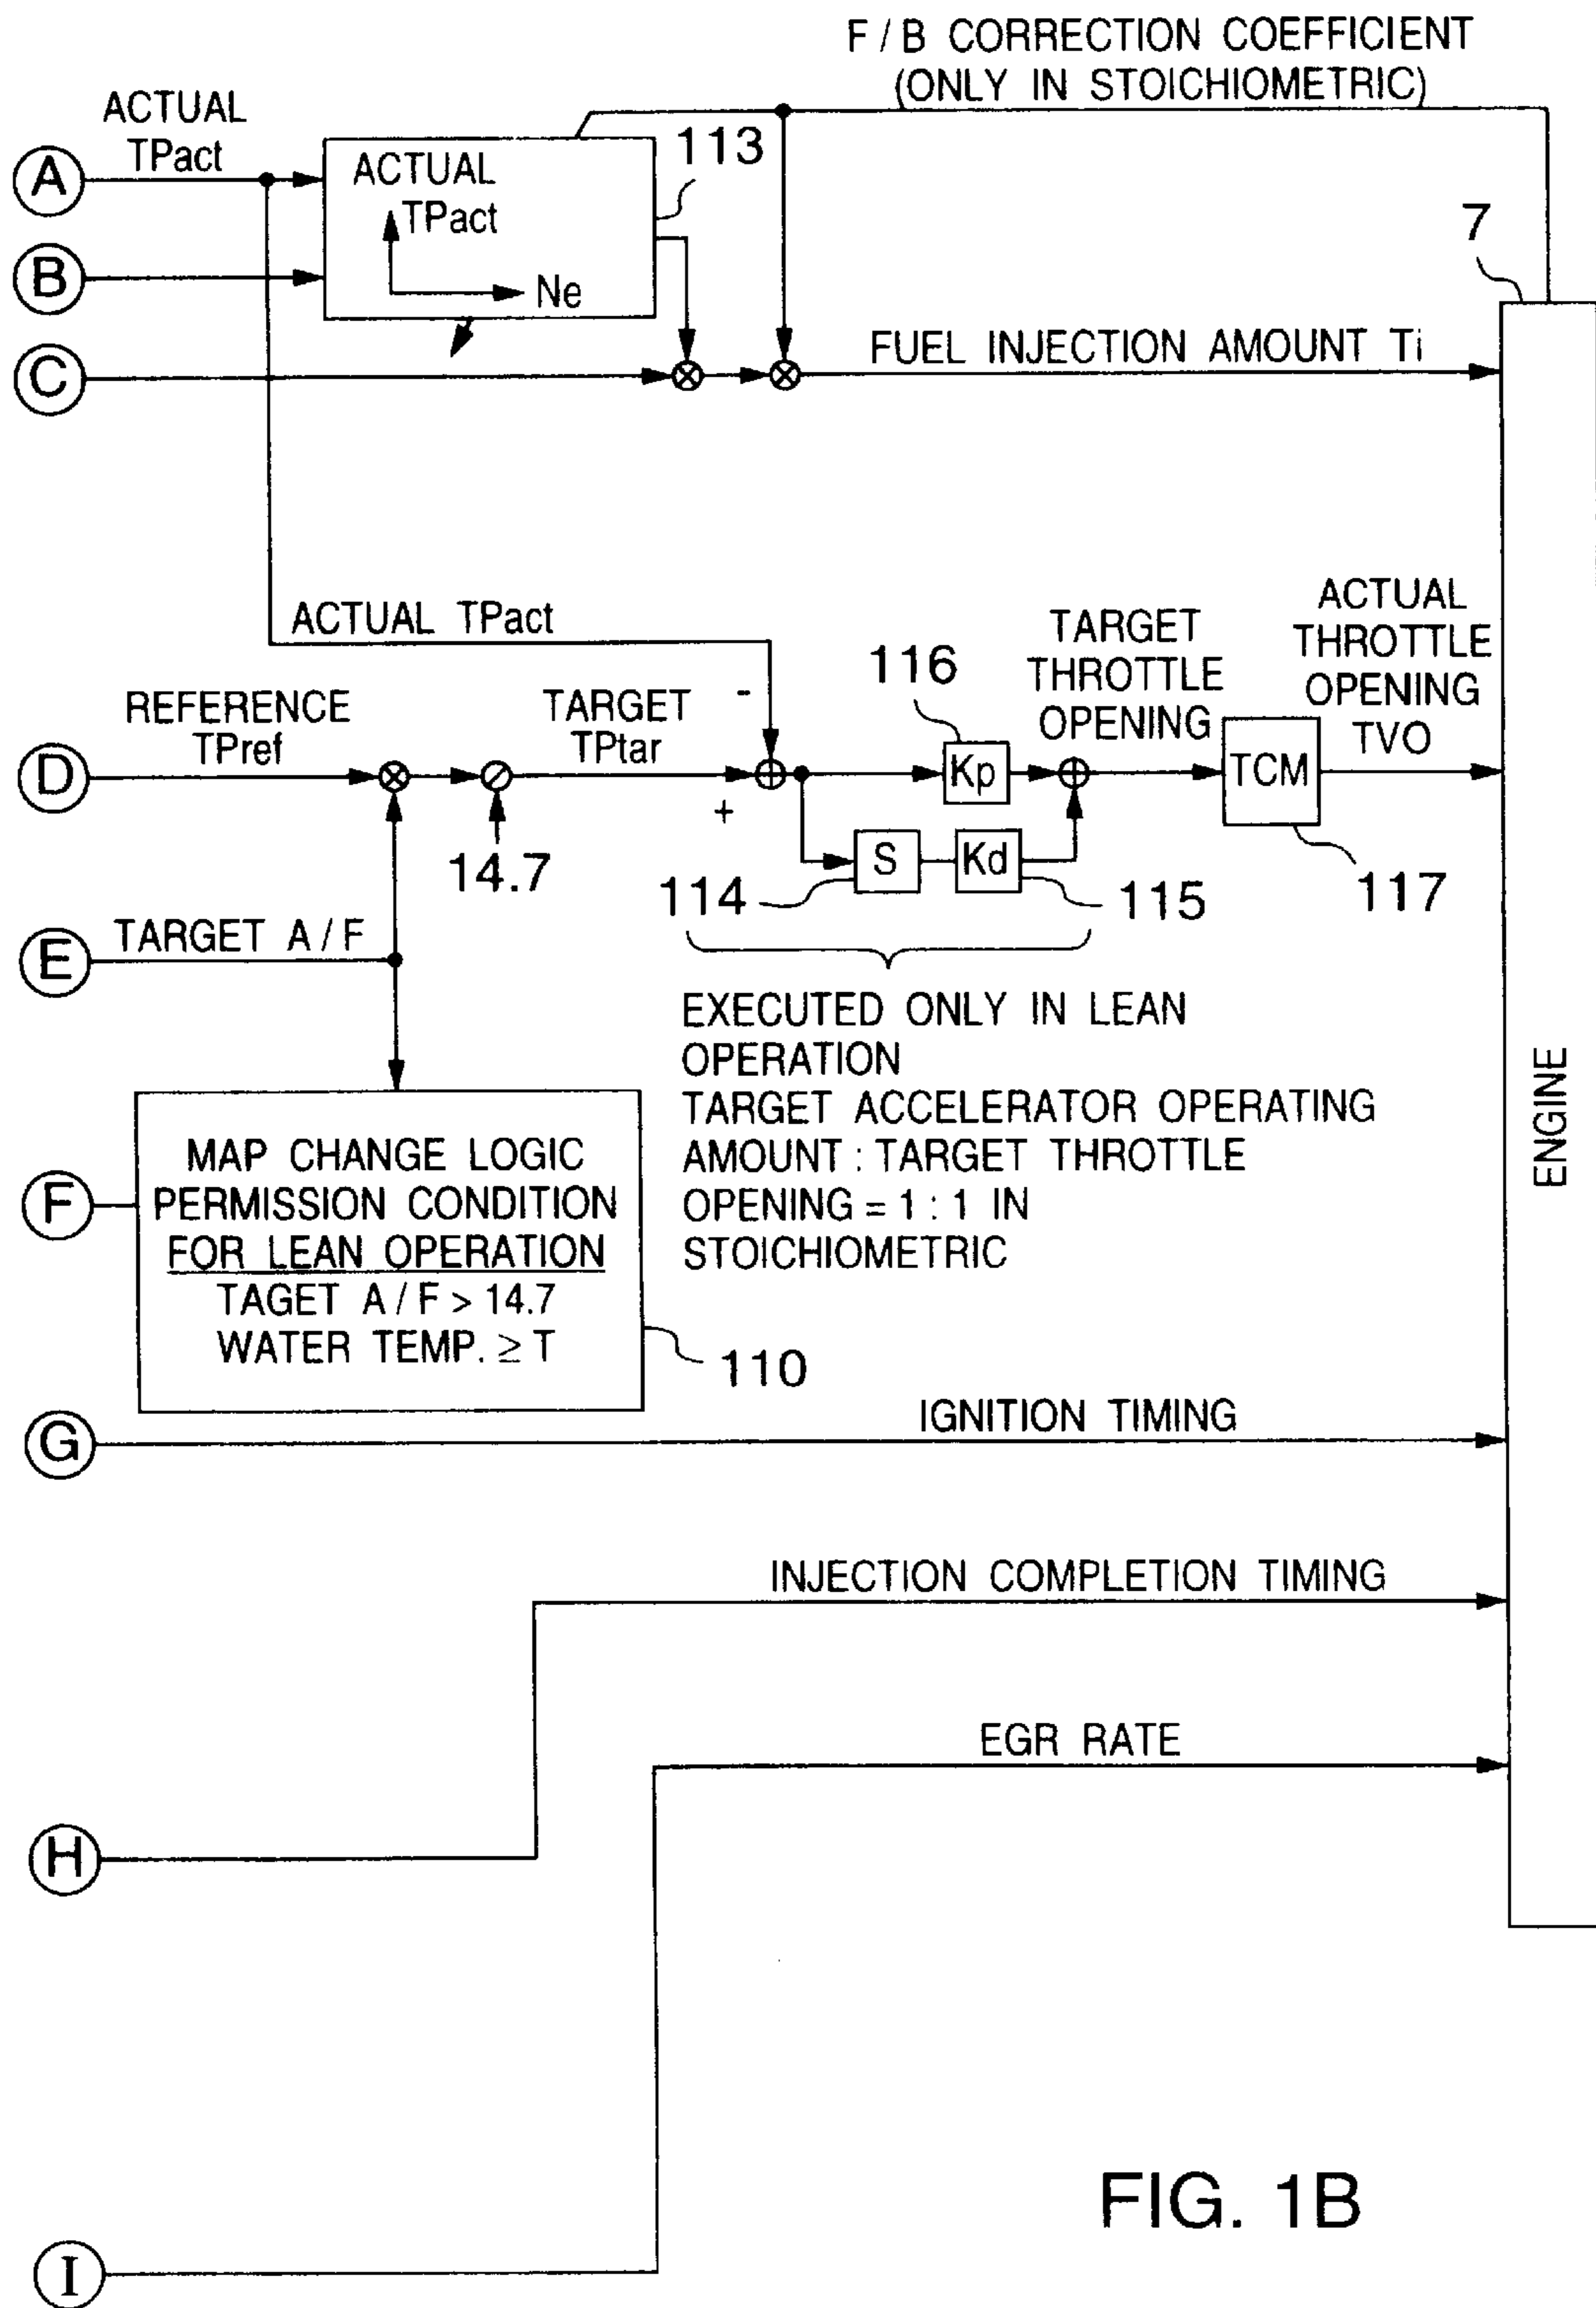 F / B CORRECTION COEFFICIENT
(ONLY IN STOICHIOMETRIC)
ACTUAL
TPact
A
113
ACTUAL
TPact
Ne
B
7
C
FUEL INJECTION AMOUNT Ti
ACTUAL TPact
116
TARGET
THROTTLE
OPENING
ACTUAL
THROTTLE
OPENING
TVO
REFERENCE
TPref
TARGET
TPtar
-
D
+
Kp
TCM
14.7
S
Kd
114
115
117
E
TARGET A / F
EXECUTED ONLY IN LEAN
OPERATION
TARGET ACCELERATOR OPERATING
AMOUNT : TARGET THROTTLE
OPENING = 1 : 1 IN
STOICHIOMETRIC
ENGINE
F
MAP CHANGE LOGIC
PERMISSION CONDITION
FOR LEAN OPERATION
TAGET A / F > 14.7
WATER TEMP. ≥ T
110
G
IGNITION TIMING
INJECTION COMPLETION TIMING
EGR RATE
H
I
FIG. 1B